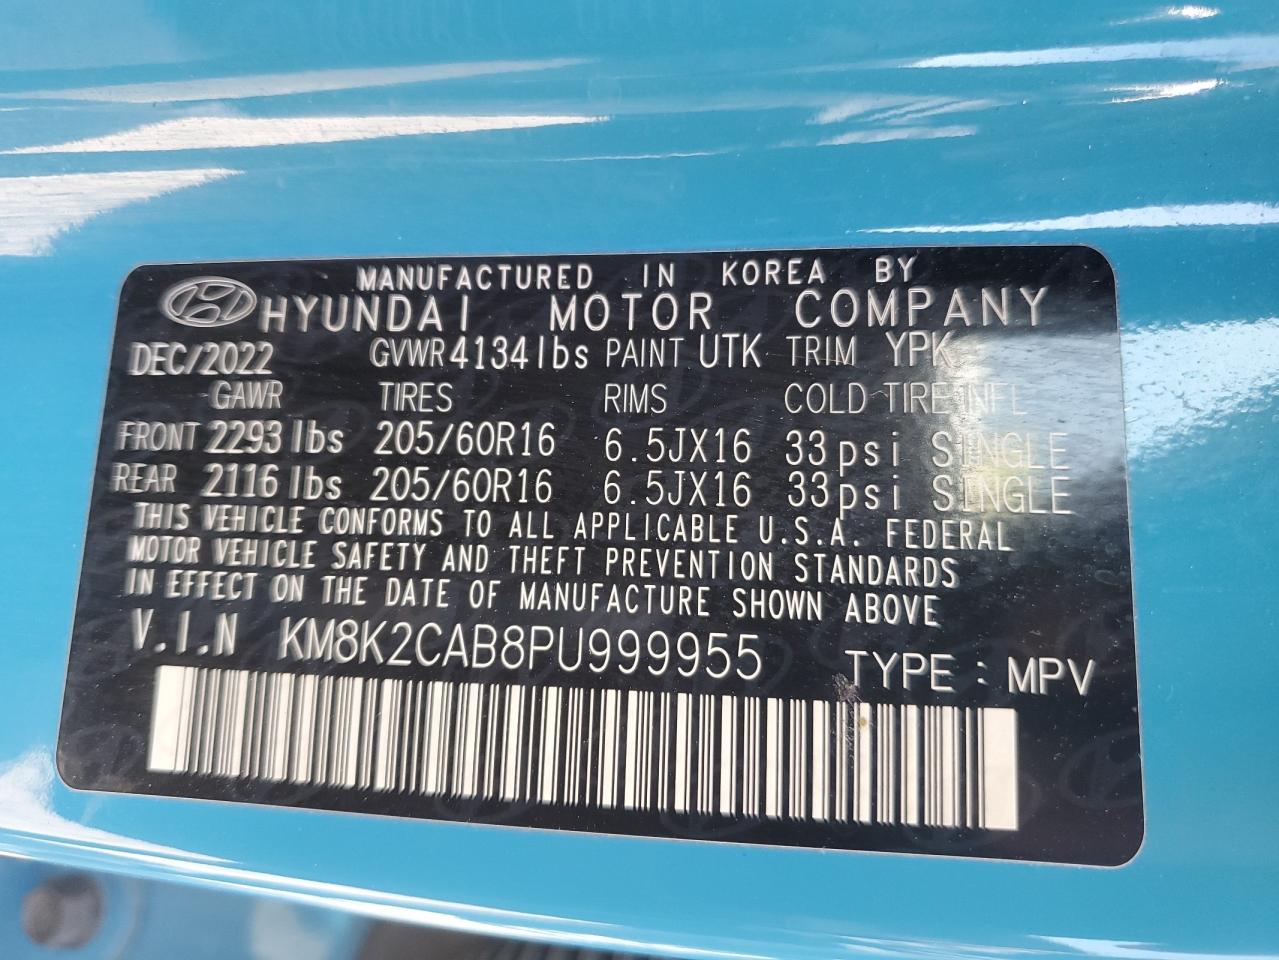 MANUFACTURED IN KOREA BY
HYUNDAI MOTOR COMPANY
DEC/2022 GVWR 4134lbs PAINT UTK TRIM YPK
GAWR TIRES RIMS COLD TIRE INFL
FRONT 2293 lbs 205/60R16 6.5JX16 33psi SINGLE
REAR 2116 lbs 205/60R16 6.5JX16 33psi SINGLE
THIS VEHICLE CONFORMS TO ALL APPLICABLE U.S.A. FEDERAL
MOTOR VEHICLE SAFETY AND THEFT PREVENTION STANDARDS
IN EFFECT ON THE DATE OF MANUFACTURE SHOWN ABOVE
V.I.N KM8K2CAB8PU999955 TYPE : MPV